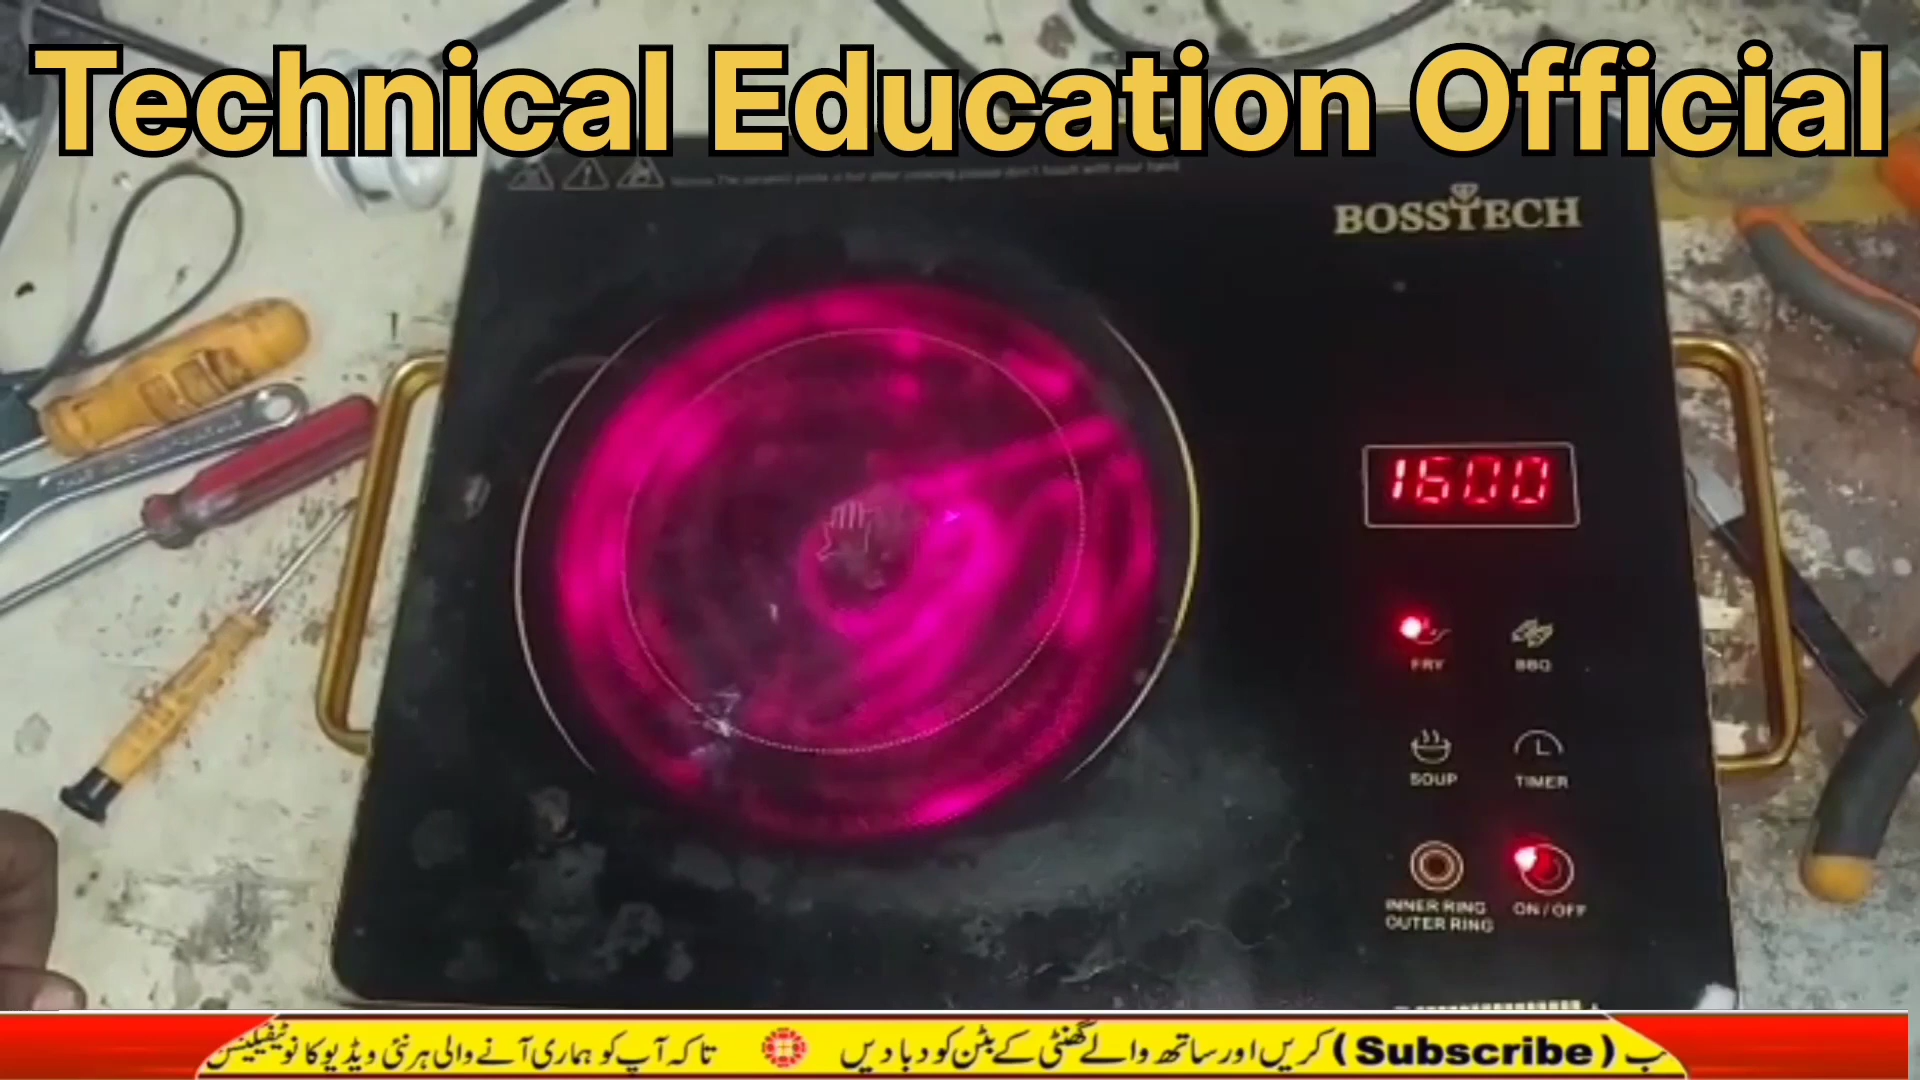 Technical Education Official
BOSSTECH
1600
FRY
BBQ
SOUP
TIMER
INNER RING
OUTER RING
ON / OFF
ب (Subscribe) کریں اور ساتھ والے گھنٹی کے بٹن کو دبا دیں تاکہ آپ کو ہماری آنے والی ہر نئی ویڈیو کا نوٹیفیکیشن